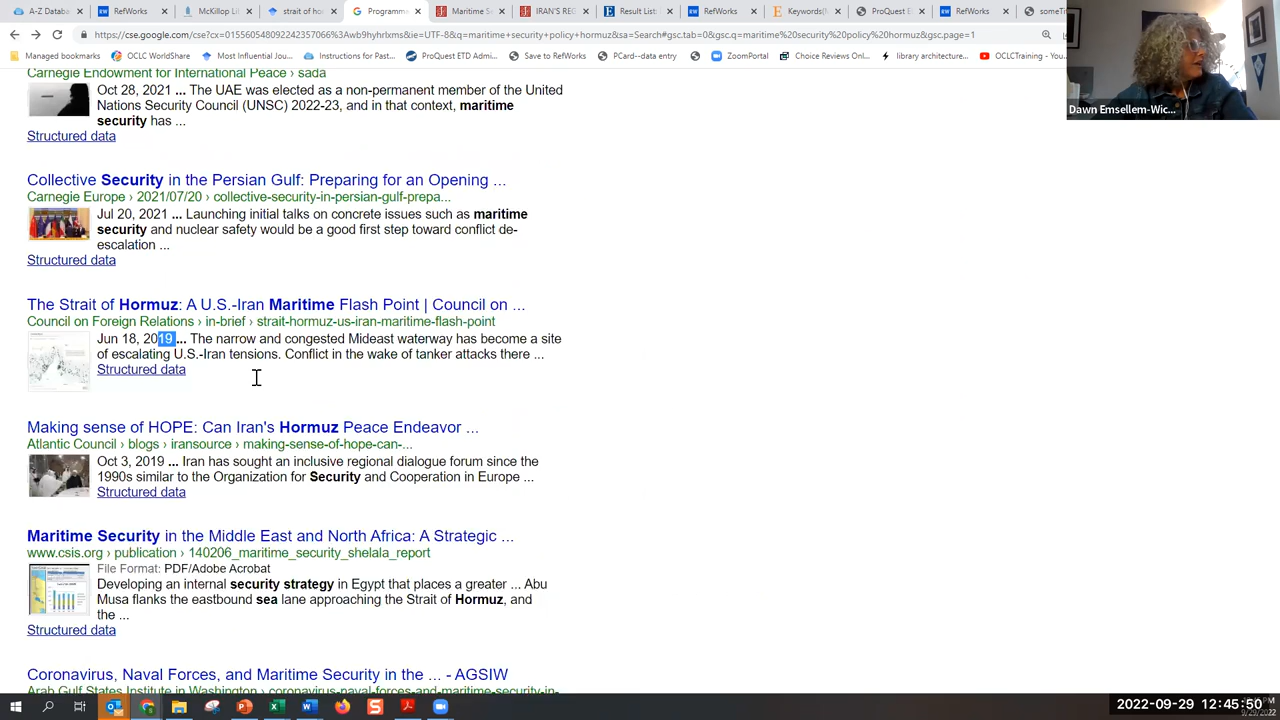 A-Z Datab
RefWorks
McKillop Li
strait of hor
Programma
Maritime S
IRAN'S REG
Result List
RefWorks
Keywords(
ProQuest E
RefWorks
someTi
https://cse.google.com/cse?cx=015560548092242357066%3Awb9yhyhrlxms&ie=UTF-8&q=maritime+security+policy+hormuz&sa=Search#gsc.tab=0&gsc.q=maritime%20security%20policy%20hormuz&gsc.page=1
Managed bookmarks
OCLC WorldShare
Most Influential Jou...
Instructions for Past...
ProQuest ETD Admi...
Save to RefWorks
PCard--data entry
ZoomPortal
Choice Reviews Onli...
library architecture...
OCLCTraining - YouT...
Dawn Emsellem-Wic...
Carnegie Endowment for International Peace › sada
Oct 28, 2021 ... The UAE was elected as a non-permanent member of the United
Nations Security Council (UNSC) 2022-23, and in that context, maritime
security has ...
Structured data
Collective Security in the Persian Gulf: Preparing for an Opening ...
Carnegie Europe › 2021/07/20 › collective-security-in-persian-gulf-prepa...
Jul 20, 2021 ... Launching initial talks on concrete issues such as maritime
security and nuclear safety would be a good first step toward conflict de-
escalation ...
Structured data
The Strait of Hormuz: A U.S.-Iran Maritime Flash Point | Council on ...
Council on Foreign Relations › in-brief › strait-hormuz-us-iran-maritime-flash-point
Jun 18, 2019 ... The narrow and congested Mideast waterway has become a site
of escalating U.S.-Iran tensions. Conflict in the wake of tanker attacks there ...
Structured data
Making sense of HOPE: Can Iran's Hormuz Peace Endeavor ...
Atlantic Council › blogs › iransource › making-sense-of-hope-can-...
Oct 3, 2019 ... Iran has sought an inclusive regional dialogue forum since the
1990s similar to the Organization for Security and Cooperation in Europe ...
Structured data
Maritime Security in the Middle East and North Africa: A Strategic ...
www.csis.org › publication › 140206_maritime_security_shelala_report
File Format: PDF/Adobe Acrobat
Developing an internal security strategy in Egypt that places a greater ... Abu
Musa flanks the eastbound sea lane approaching the Strait of Hormuz, and
the ...
Structured data
Coronavirus, Naval Forces, and Maritime Security in the ... - AGSIW
Arab Gulf States Institute in Washington › coronavirus-naval-forces-and-maritime-security-in-
2022-09-29 12:45:50